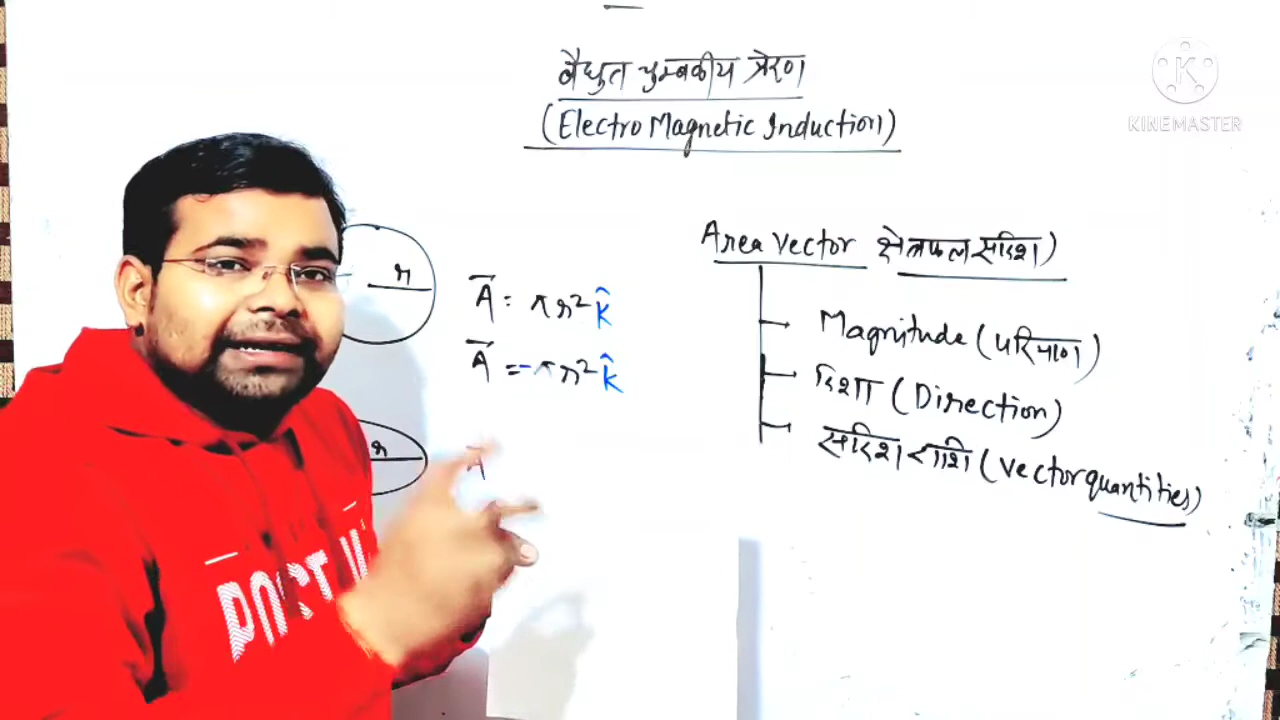 वैधुत चुम्बकीय प्रेरण
(Electro Magnetic Induction)
K
KINEMASTER
Area Vector क्षेत्रफल सदिश)
Magnitude (परिमाण)
दिशा (Direction)
सदिश राशि (Vector quantities)
r
A⃗ = πr² k̂
A⃗ = -πr² k̂
r
A⃗